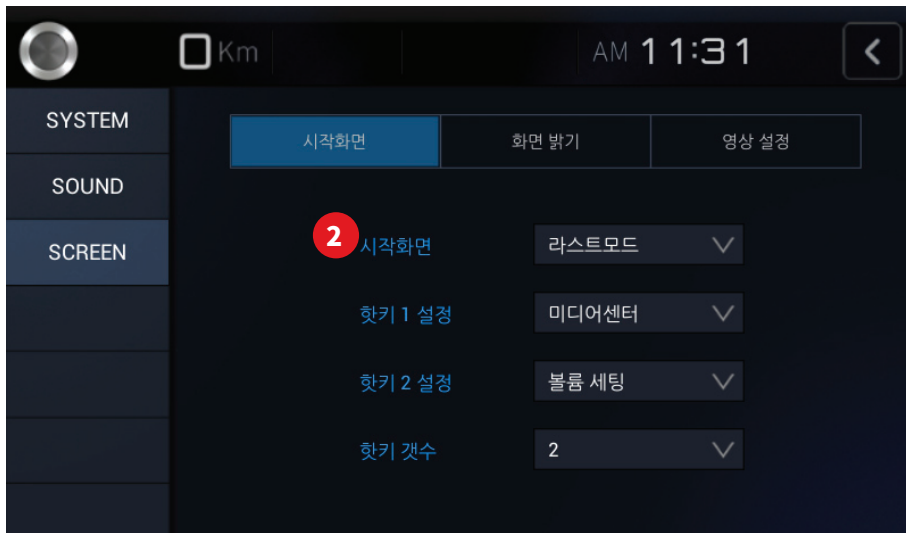 0 Km AM 11:31
SYSTEM
SOUND
SCREEN
시작화면 화면 밝기 영상 설정
2 시작화면 라스트모드
핫키 1 설정 미디어센터
핫키 2 설정 볼륨 세팅
핫키 갯수 2